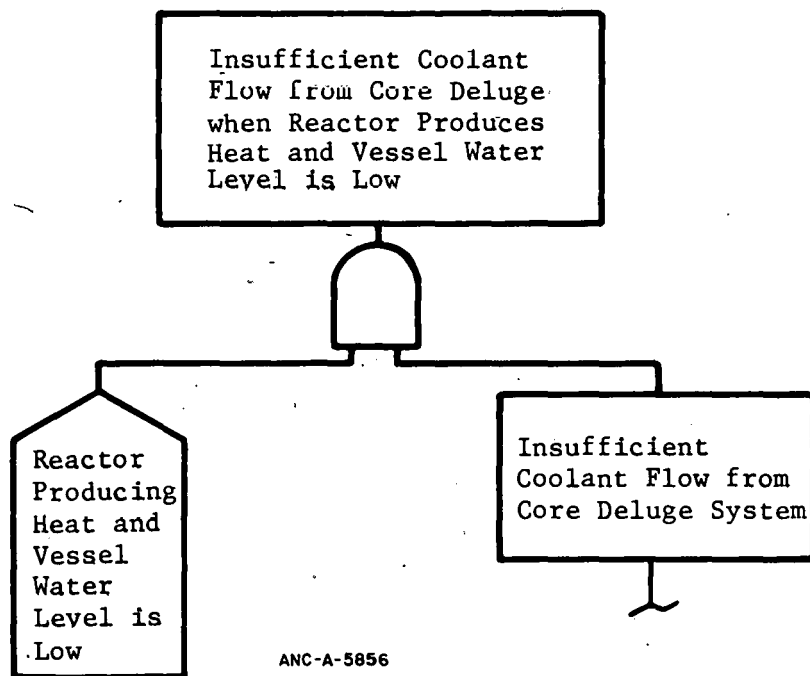 Insufficient Coolant
Flow from Core Deluge
when Reactor Produces
Heat and Vessel Water
Level is Low
Reactor
Producing
Heat and
Vessel
Water
Level is
Low
Insufficient
Coolant Flow from
Core Deluge System
ANC-A-5856